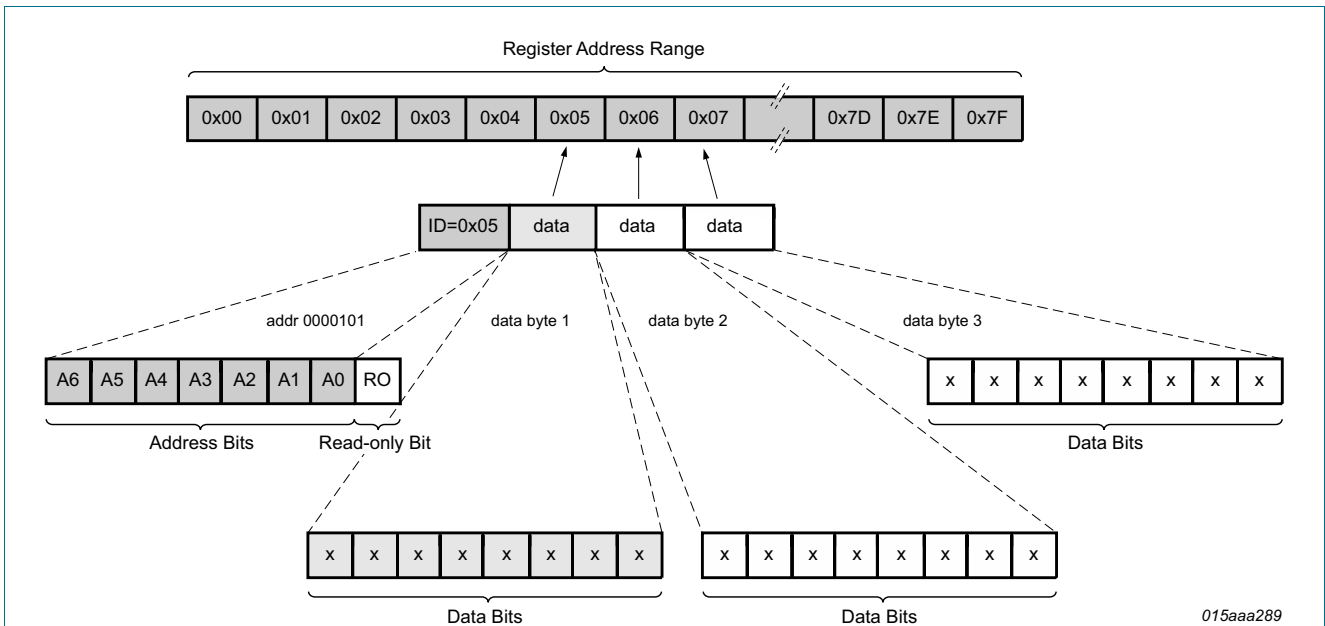 Register Address Range
0x00 0x01 0x02 0x03 0x04 0x05 0x06 0x07 0x7D 0x7E 0x7F
ID=0x05 data data data
addr 0000101 data byte 1 data byte 2 data byte 3
A6 A5 A4 A3 A2 A1 A0 RO x x x x x x x x
Address Bits Read-only Bit Data Bits
x x x x x x x x x x x x x x x x
Data Bits Data Bits
015aaa289